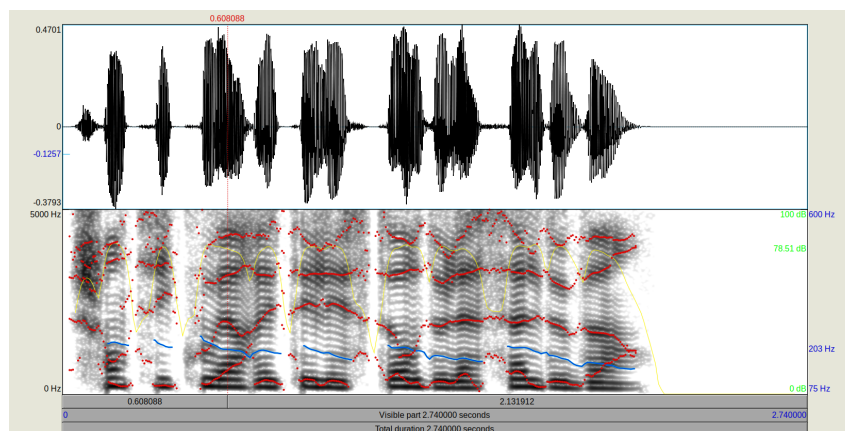 0.608088
0.4701
0
-0.1257
-0.3793
5000 Hz 100 dB 600 Hz
78.51 dB
203 Hz
0 Hz 0 dB 75 Hz
0.608088 2.131912
0 Visible part 2.740000 seconds 2.740000
Total duration 2.740000 seconds